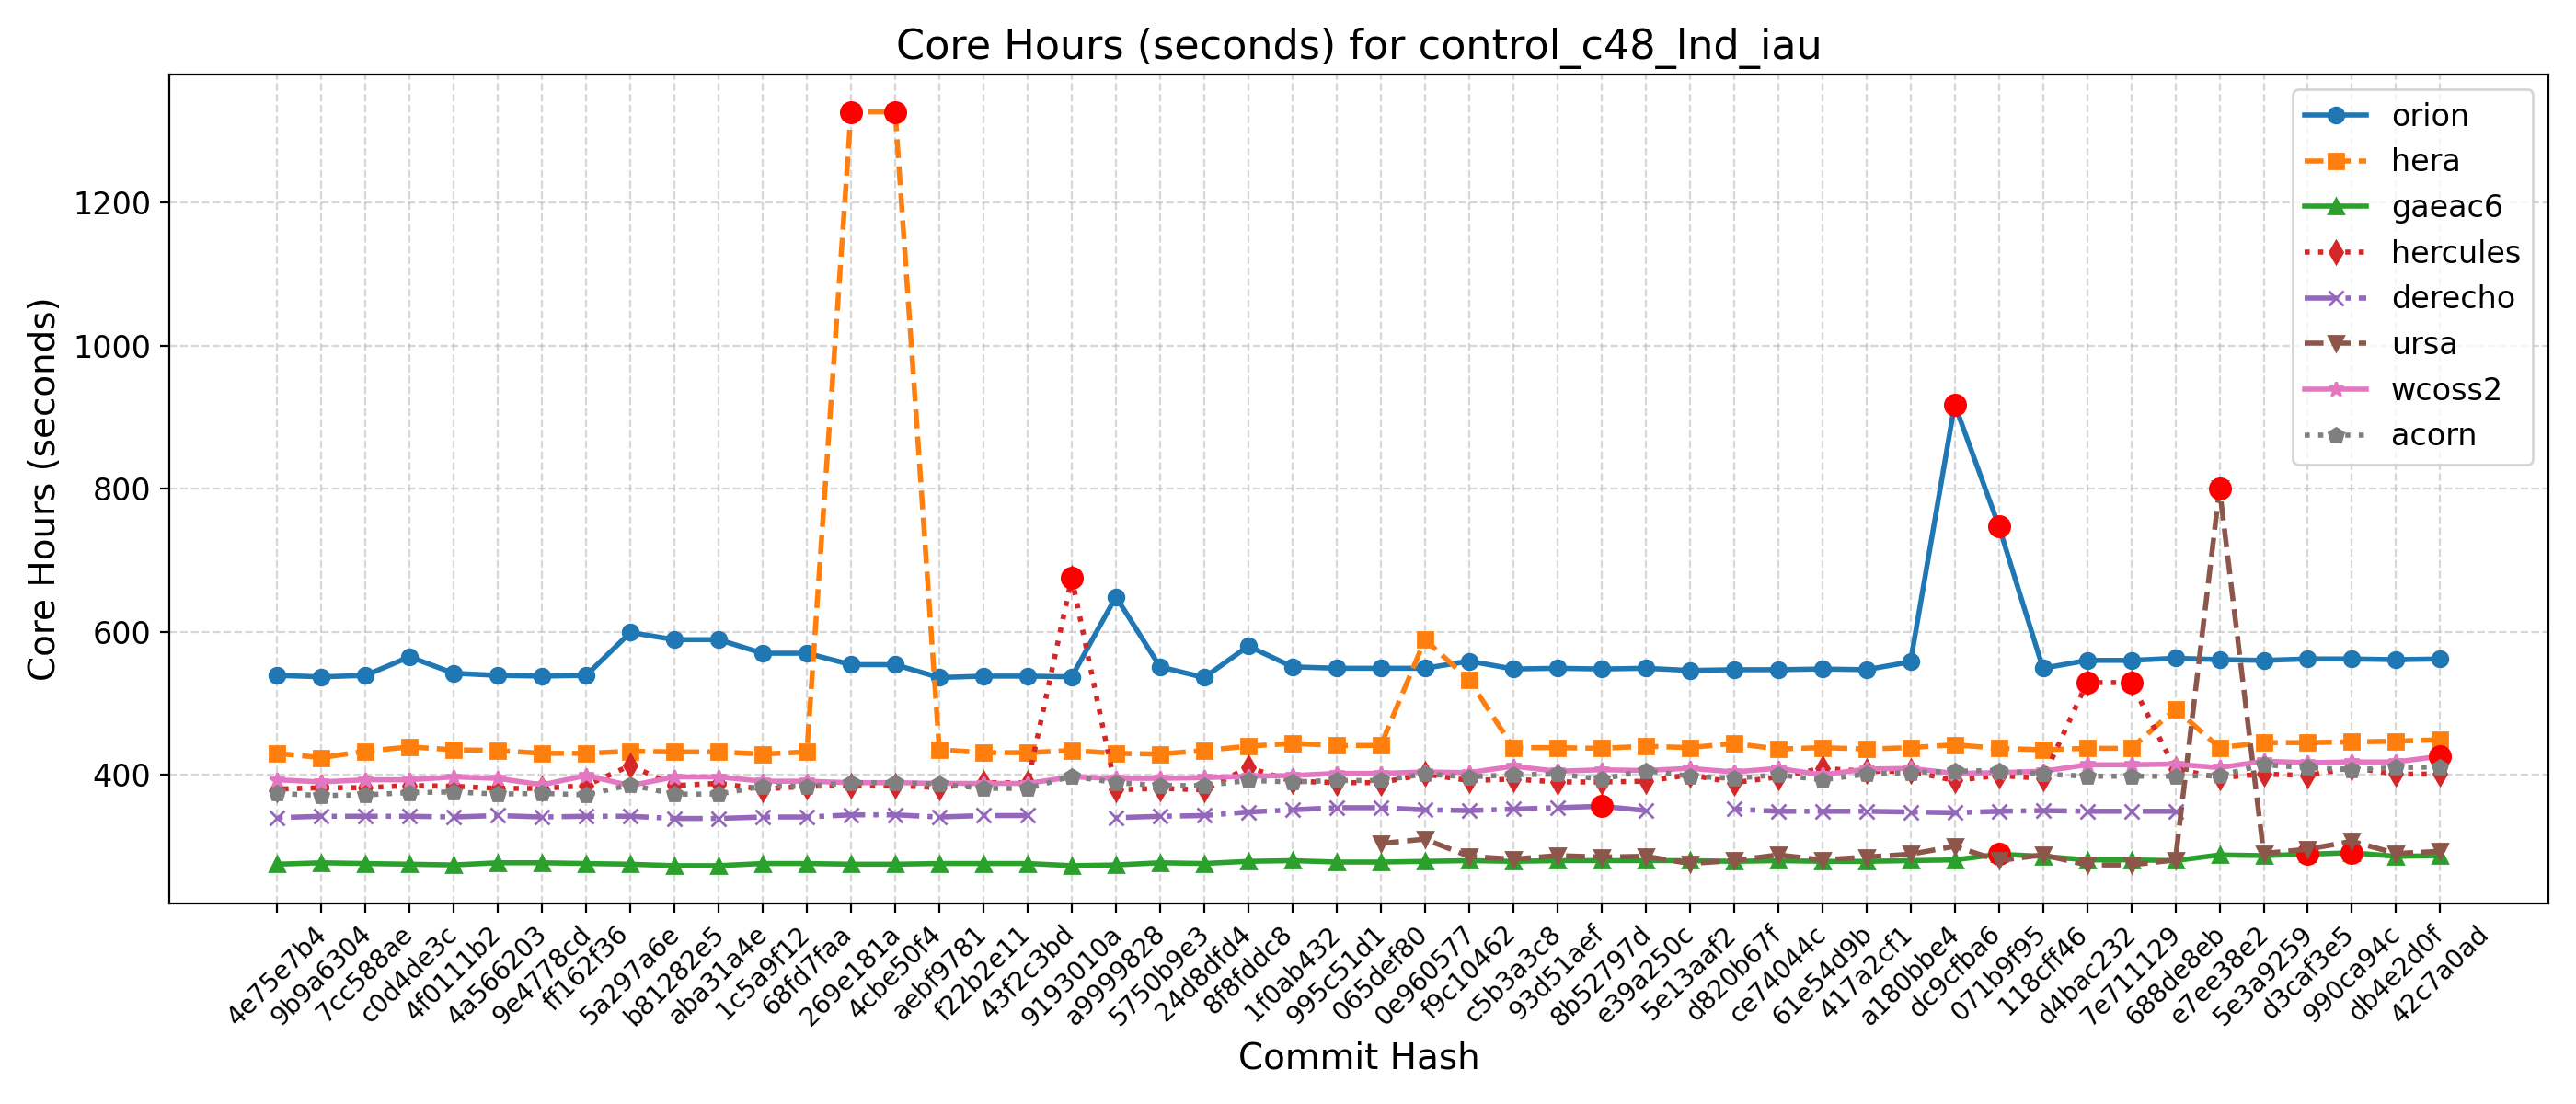 Core Hours (seconds) for control_c48_lnd_iau
Core Hours (seconds)
1200
1000
800
600
400
orion
hera
gaeac6
hercules
derecho
ursa
wcoss2
acorn
4e75e7b4
9b9a6304
7cc588ae
c0d4de3c
4f0111b2
4a566203
9e4778cd
ff162f36
5a297a6e
b81282e5
aba31a4e
1c5a9f12
68fd7faa
269e181a
4cbe50f4
aebf9781
f22b2e11
43f2c3bd
9193010a
a9999828
5750b9e3
24d8dfd4
8f8fddc8
1f0ab432
995c51d1
065def80
0e960577
f9c10462
c5b3a3c8
93d51aef
8b52797d
e39a250c
5e13aaf2
d820b67f
ce74044c
61e54d9b
417a2cf1
a180bbe4
dc9cfba6
071b9f95
118cff46
d4bac232
7e711129
688de8eb
e7ee38e2
5e3a9259
d3caf3e5
990ca94c
db4e2d0f
42c7a0ad
Commit Hash